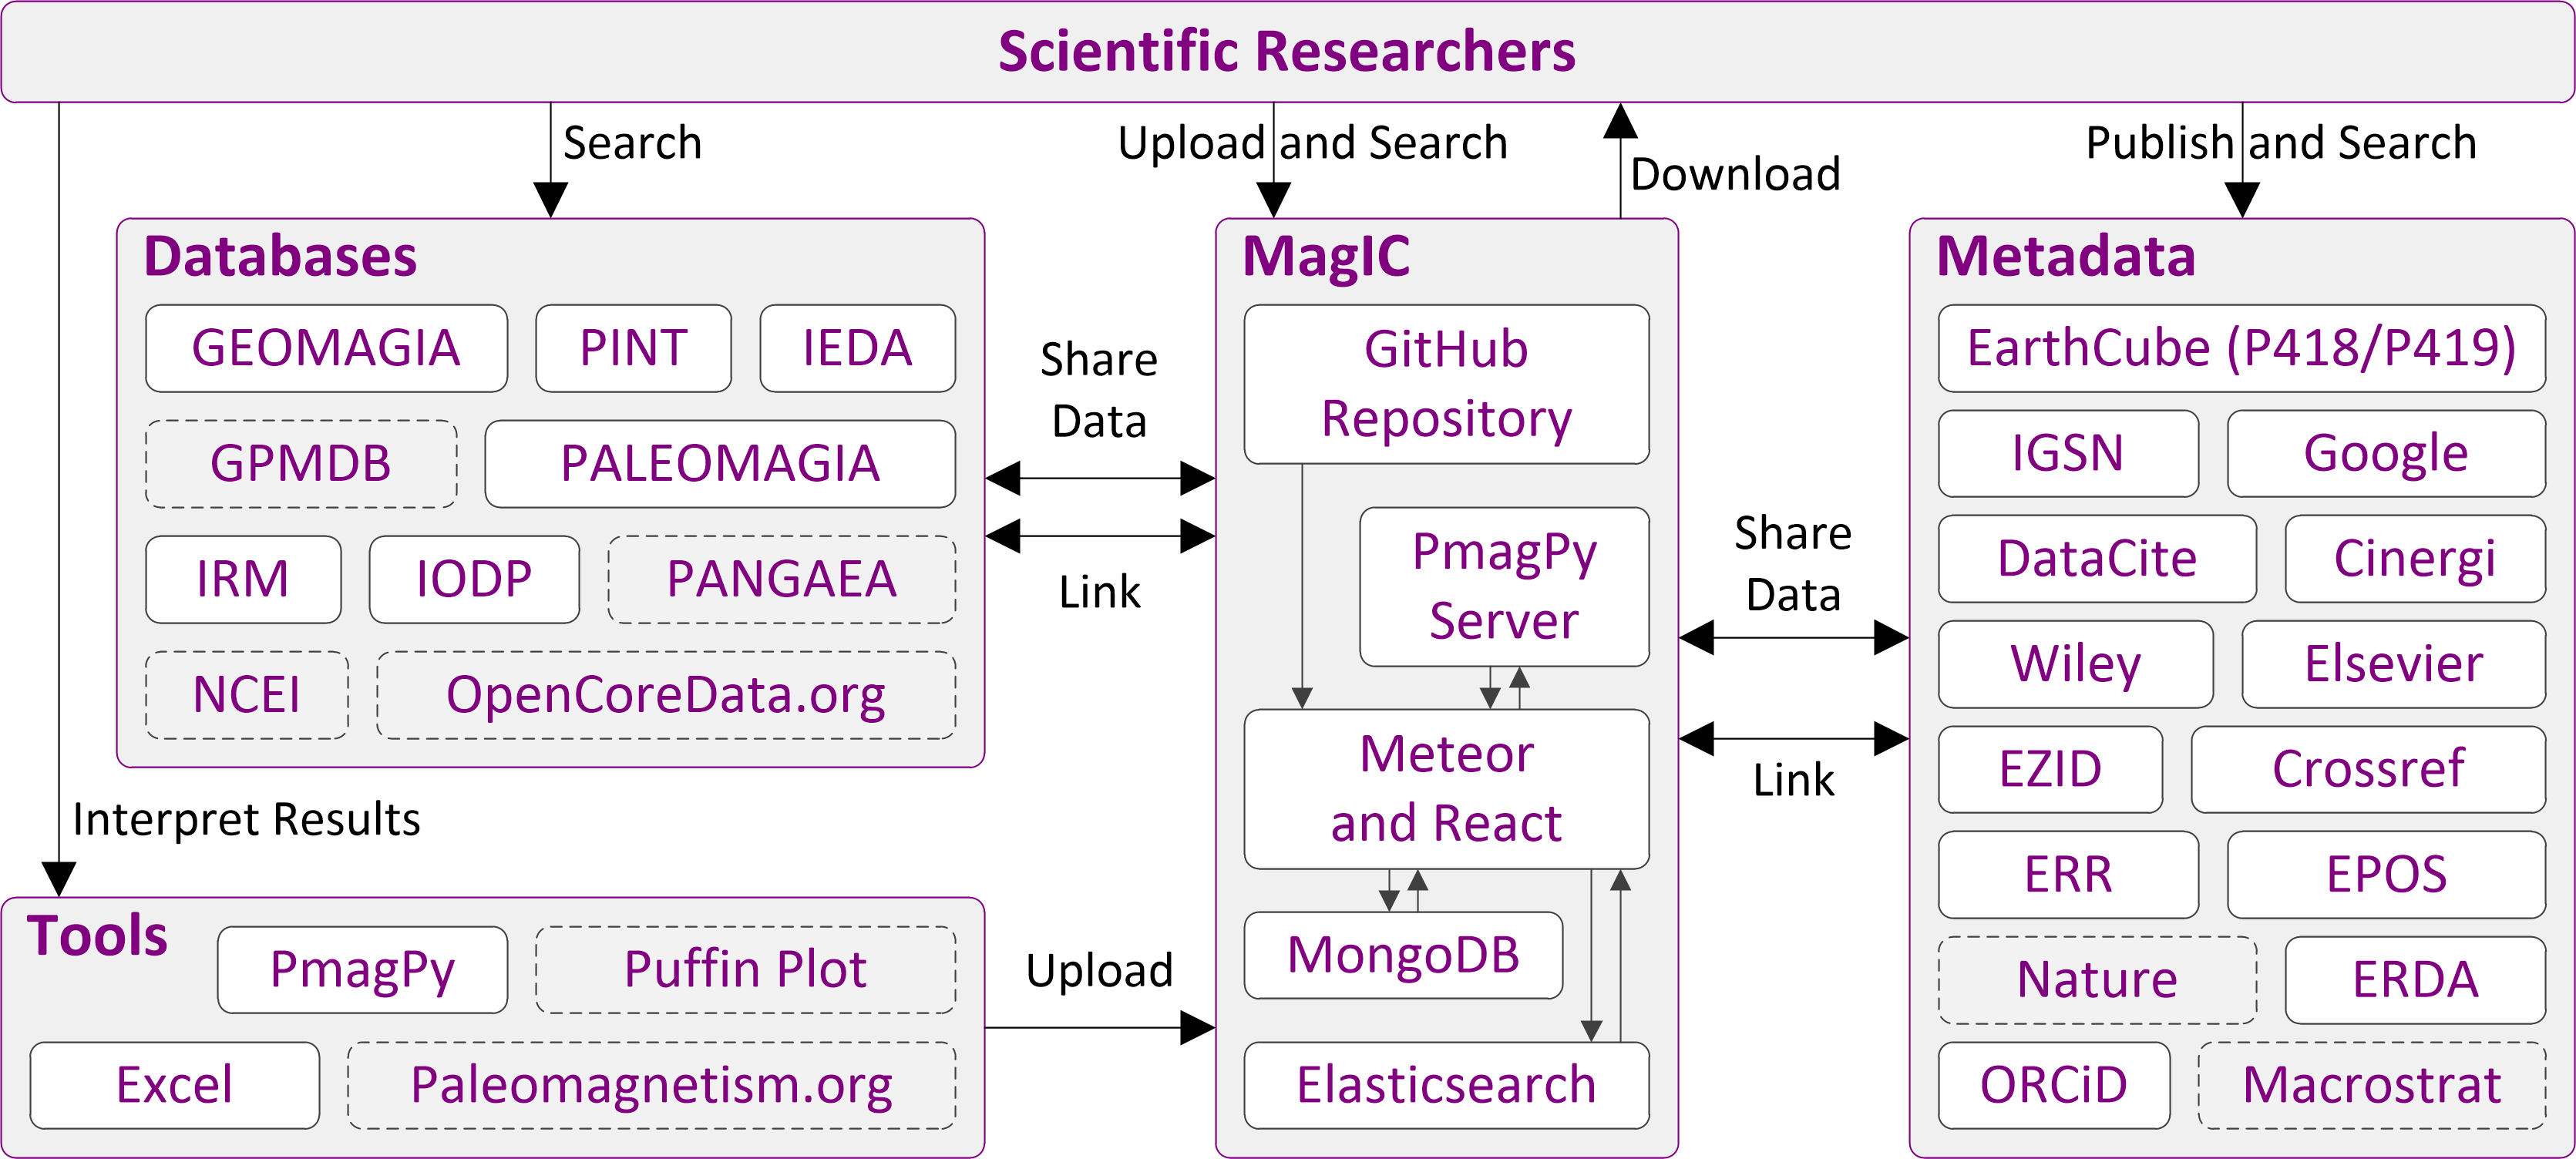 Scientific Researchers
Search
Upload and Search
Download
Publish and Search
Databases
GEOMAGIA
PINT
IEDA
GPMDB
PALEOMAGIA
IRM
IODP
PANGAEA
NCEI
OpenCoreData.org
Share
Data
Link
Interpret Results
Tools
PmagPy
Puffin Plot
Excel
Paleomagnetism.org
Upload
MagIC
GitHub
Repository
PmagPy
Server
Meteor
and React
MongoDB
Elasticsearch
Share
Data
Link
Metadata
EarthCube (P418/P419)
IGSN
Google
DataCite
Cinergi
Wiley
Elsevier
EZID
Crossref
ERR
EPOS
Nature
ERDA
ORCiD
Macrostrat